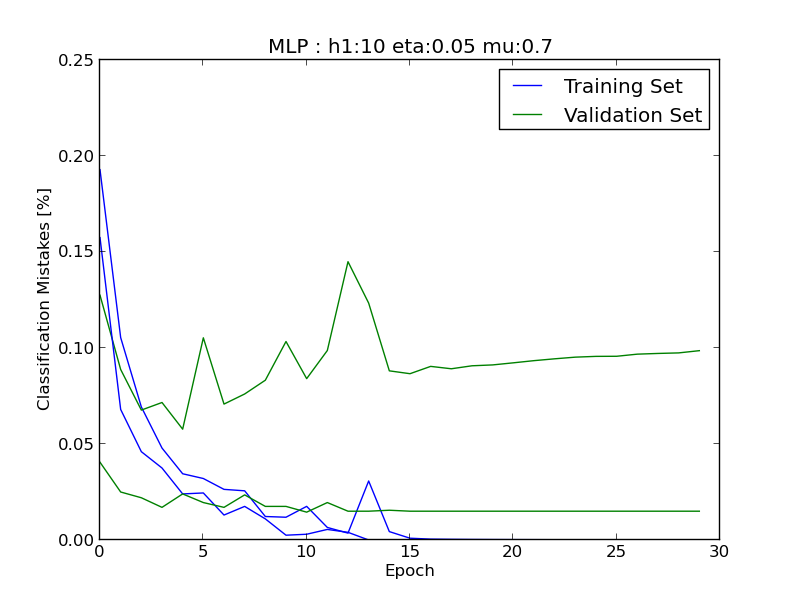 MLP : h1:10 eta:0.05 mu:0.7
Training Set
Validation Set
Classification Mistakes [%]
0.25
0.20
0.15
0.10
0.05
0.00
0 5 10 15 20 25 30
Epoch